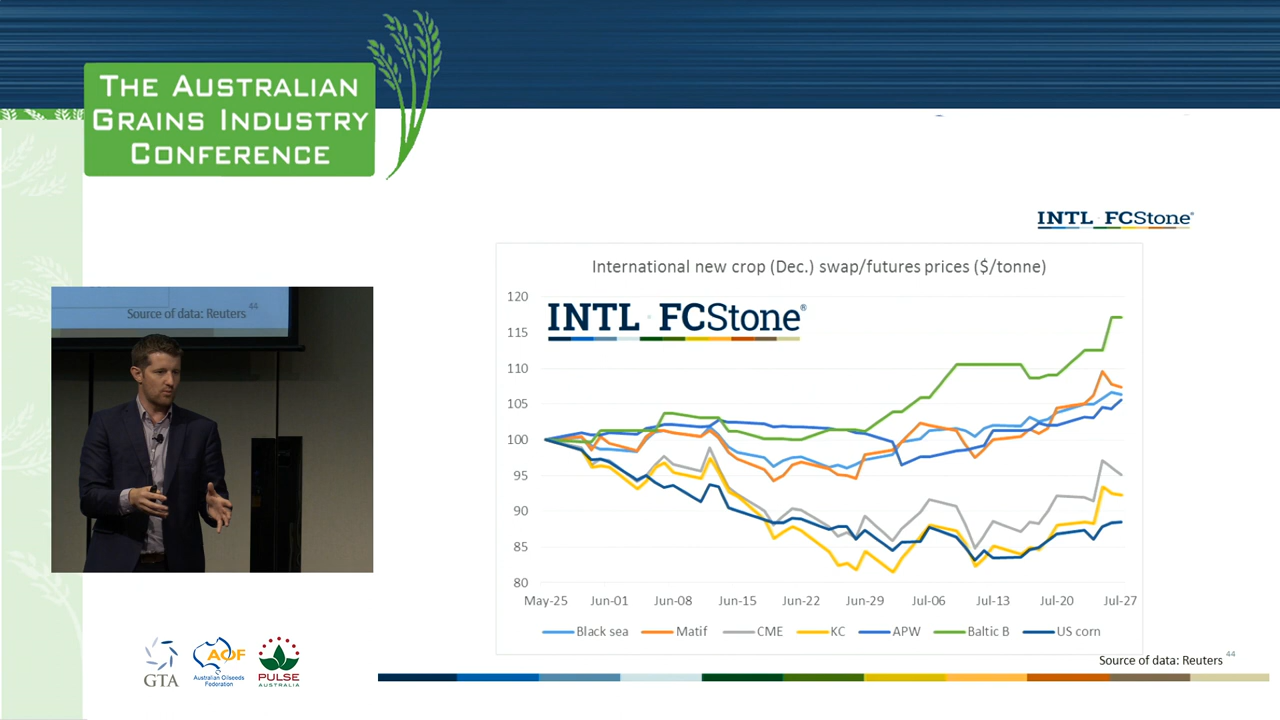 THE AUSTRALIAN
GRAINS INDUSTRY
CONFERENCE
INTL FCStone®
International new crop (Dec.) swap/futures prices ($/tonne)
INTL FCStone®
120
115
110
105
100
95
90
85
80
May-25 Jun-01 Jun-08 Jun-15 Jun-22 Jun-29 Jul-06 Jul-13 Jul-20 Jul-27
Black sea Matif CME KC APW Baltic B US corn
Source of data: Reuters 44
Source of data: Reuters 44
GTA
AOF
Australian Oilseeds
Federation
PULSE
AUSTRALIA